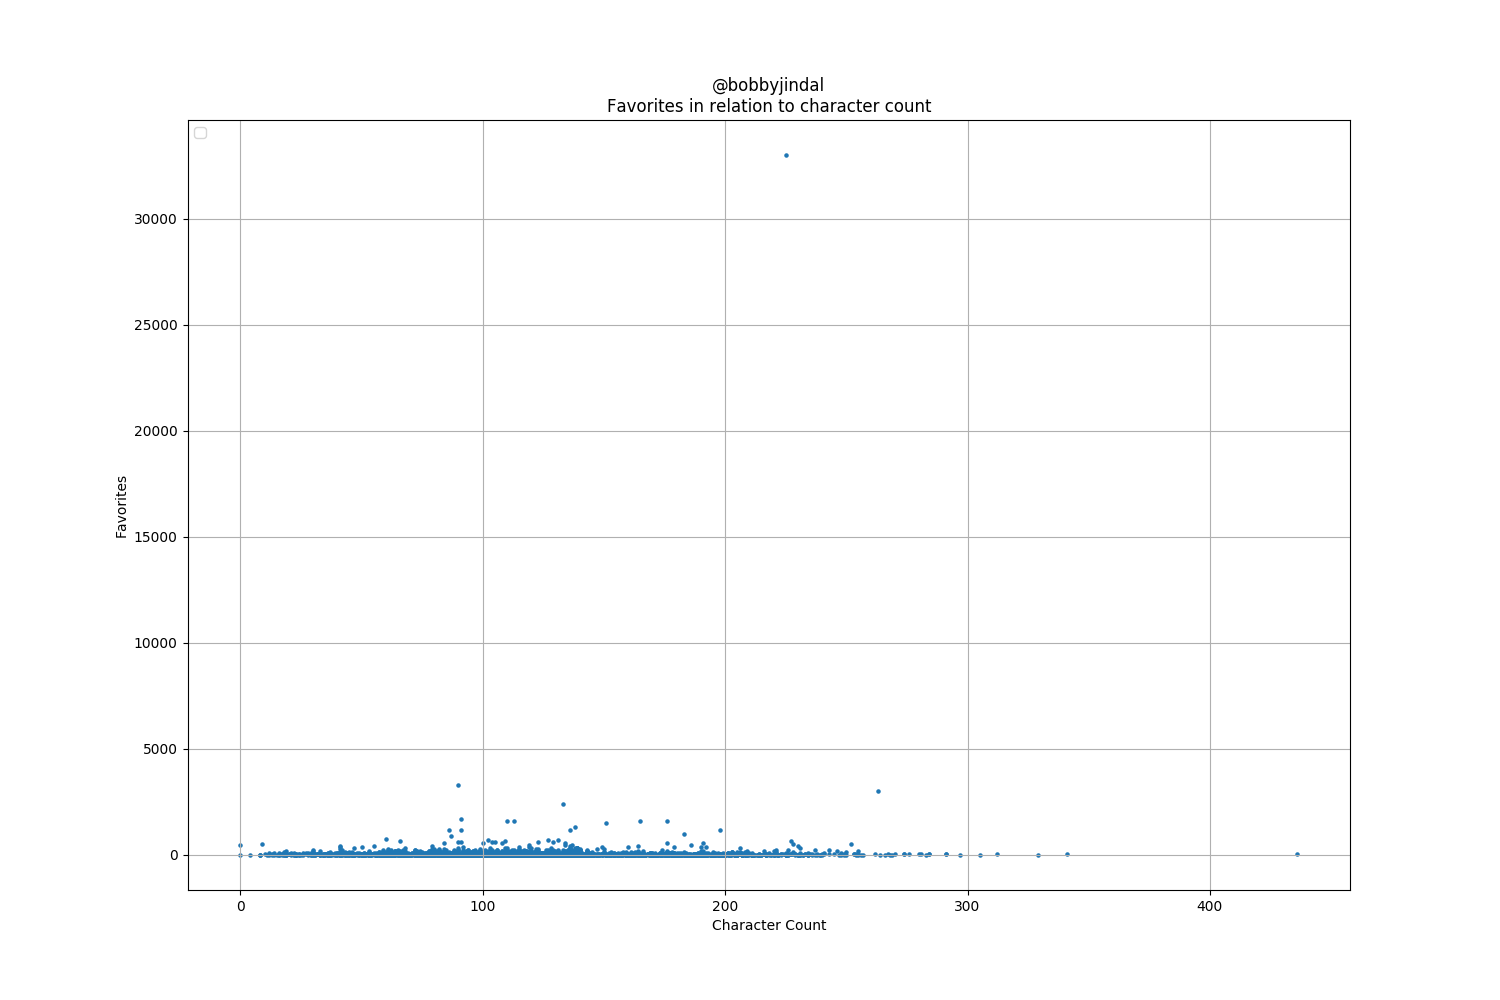 @bobbyjindal
Favorites in relation to character count
30000
25000
20000
15000
10000
5000
0
Favorites
0 100 200 300 400
Character Count